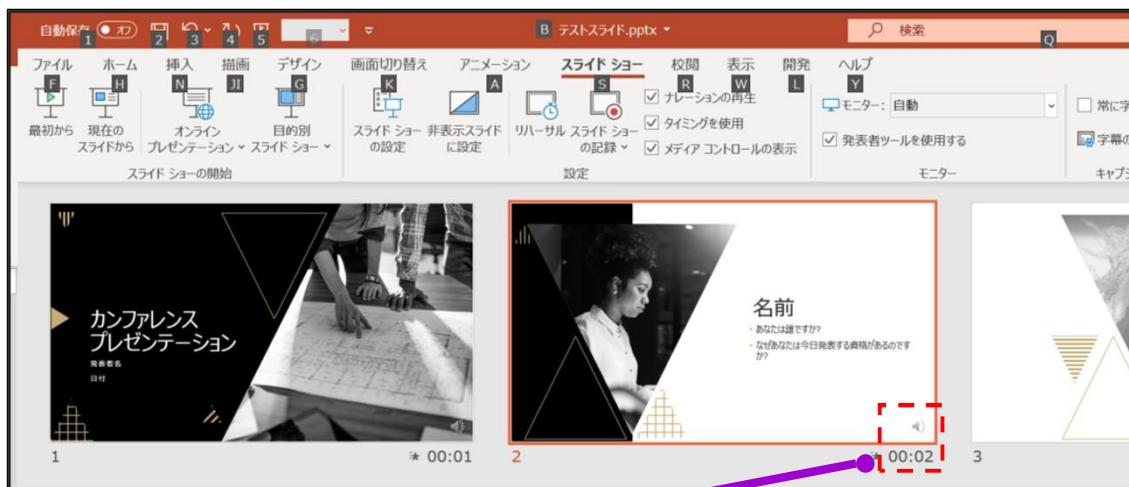 自動保存 オフ
1 2 3 4 5 6
B テストスライド.pptx
検索
Q
ファイル ホーム 挿入 描画 デザイン 画面切り替え アニメーション スライド ショー 校閲 表示 開発 ヘルプ
F H N JI G K A S R W L Y
最初から
現在の
スライドから
オンライン
プレゼンテーション
目的別
スライド ショー
スライド ショー
の設定
非表示スライド
に設定
リハーサル
スライド ショー
の記録
ナレーションの再生
タイミングを使用
メディア コントロールの表示
モニター: 自動
発表者ツールを使用する
常に字
字幕の
スライド ショーの開始
設定
モニター
キャプシ
カンファレンス
プレゼンテーション
発表者名
日付
1
00:01
名前
・ あなたは誰ですか?
・ なぜあなたは今日発表する資格があるのです
か?
2
00:02
3